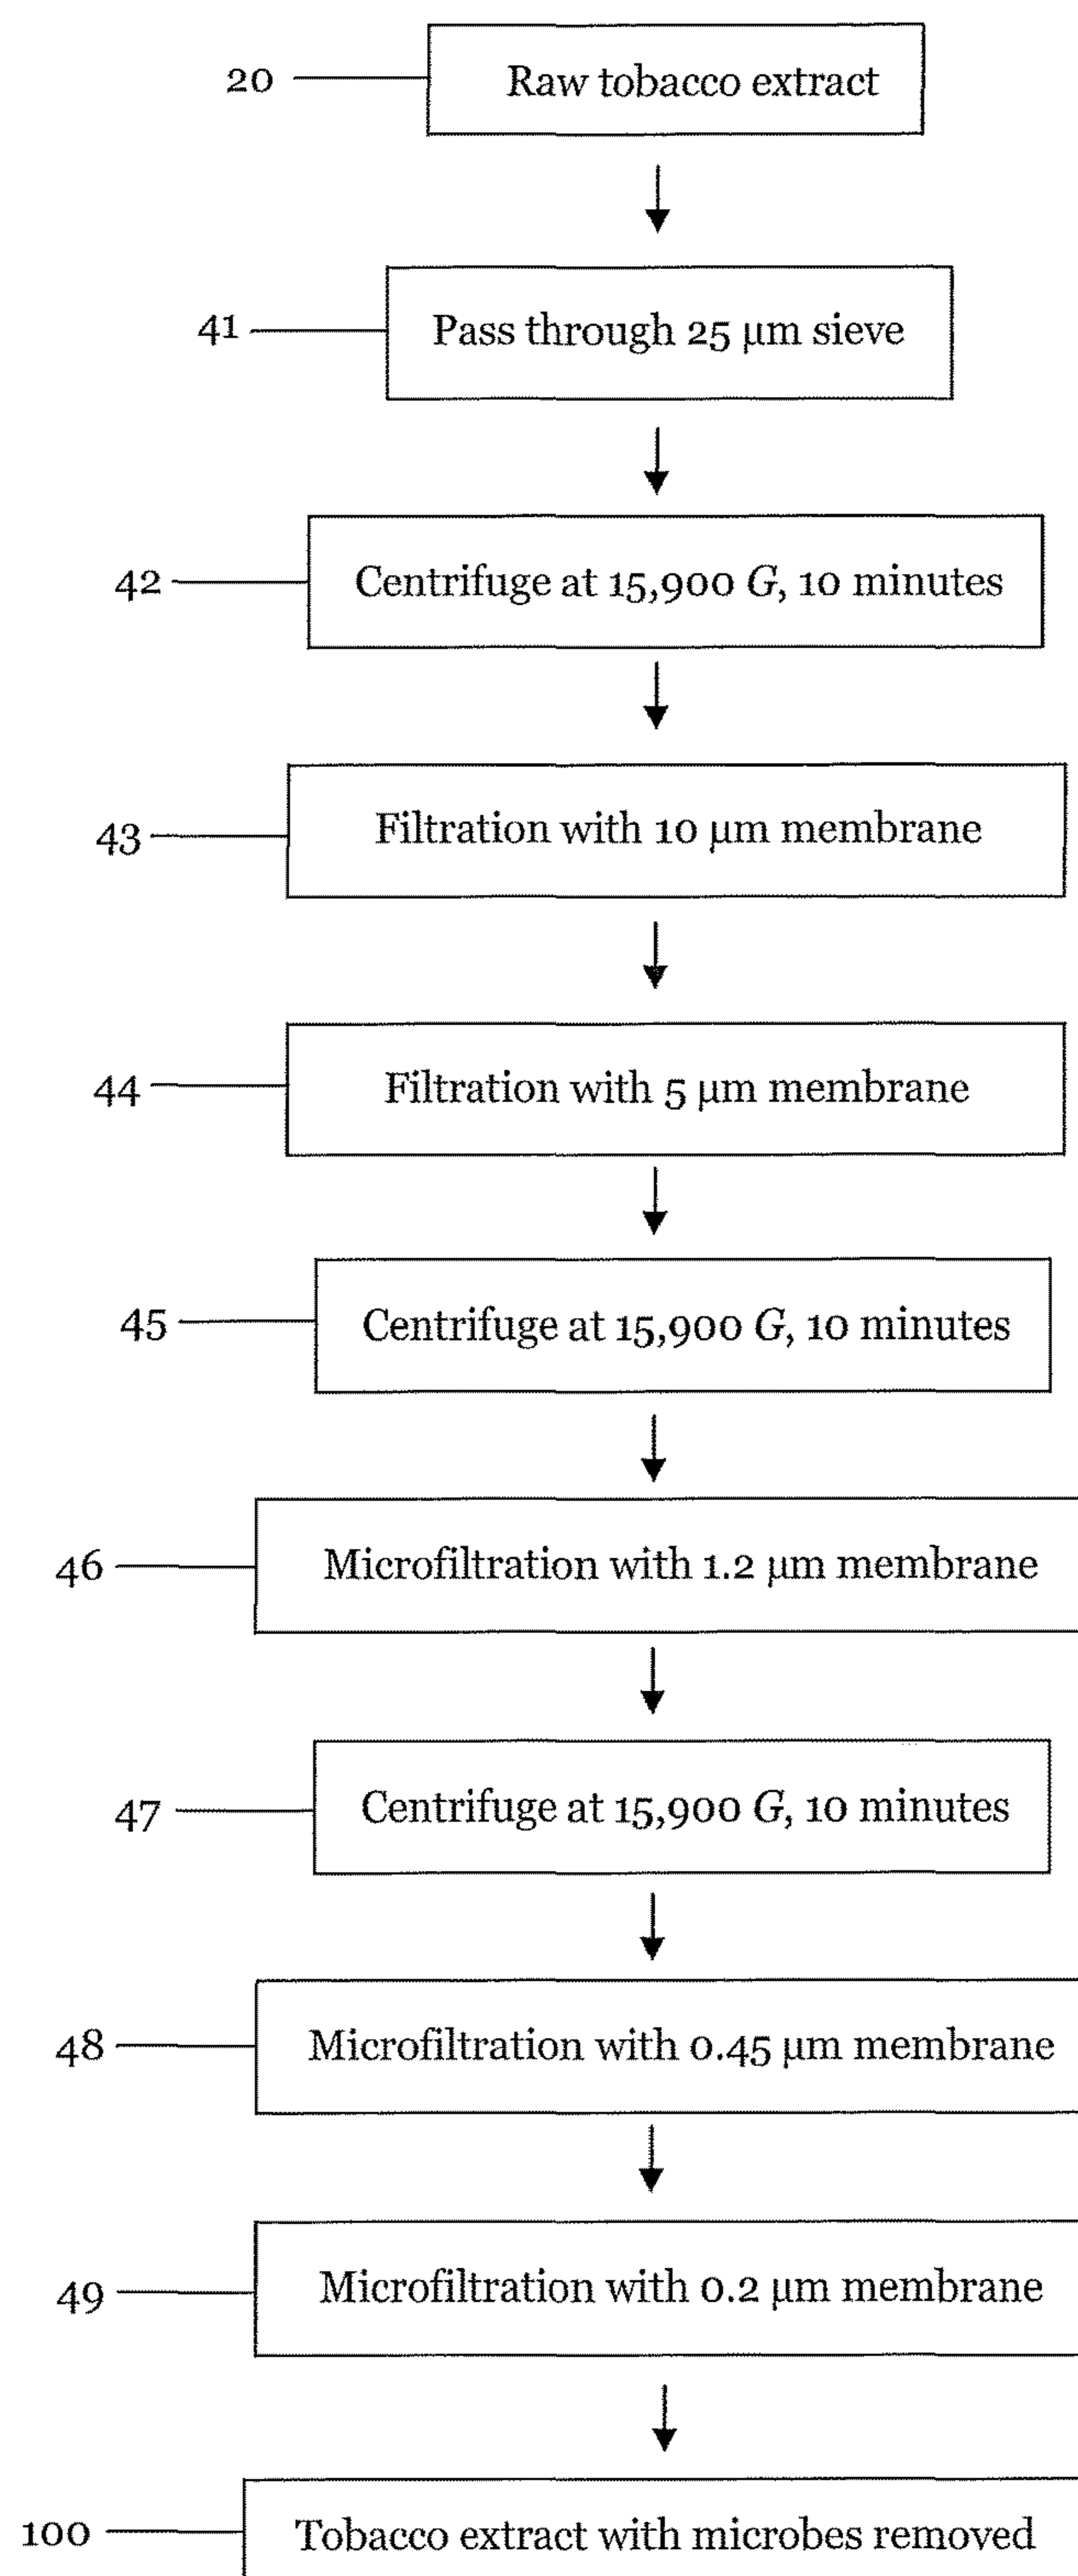 20 Raw tobacco extract
41 Pass through 25 µm sieve
42 Centrifuge at 15,900 G, 10 minutes
43 Filtration with 10 µm membrane
44 Filtration with 5 µm membrane
45 Centrifuge at 15,900 G, 10 minutes
46 Microfiltration with 1.2 µm membrane
47 Centrifuge at 15,900 G, 10 minutes
48 Microfiltration with 0.45 µm membrane
49 Microfiltration with 0.2 µm membrane
100 Tobacco extract with microbes removed